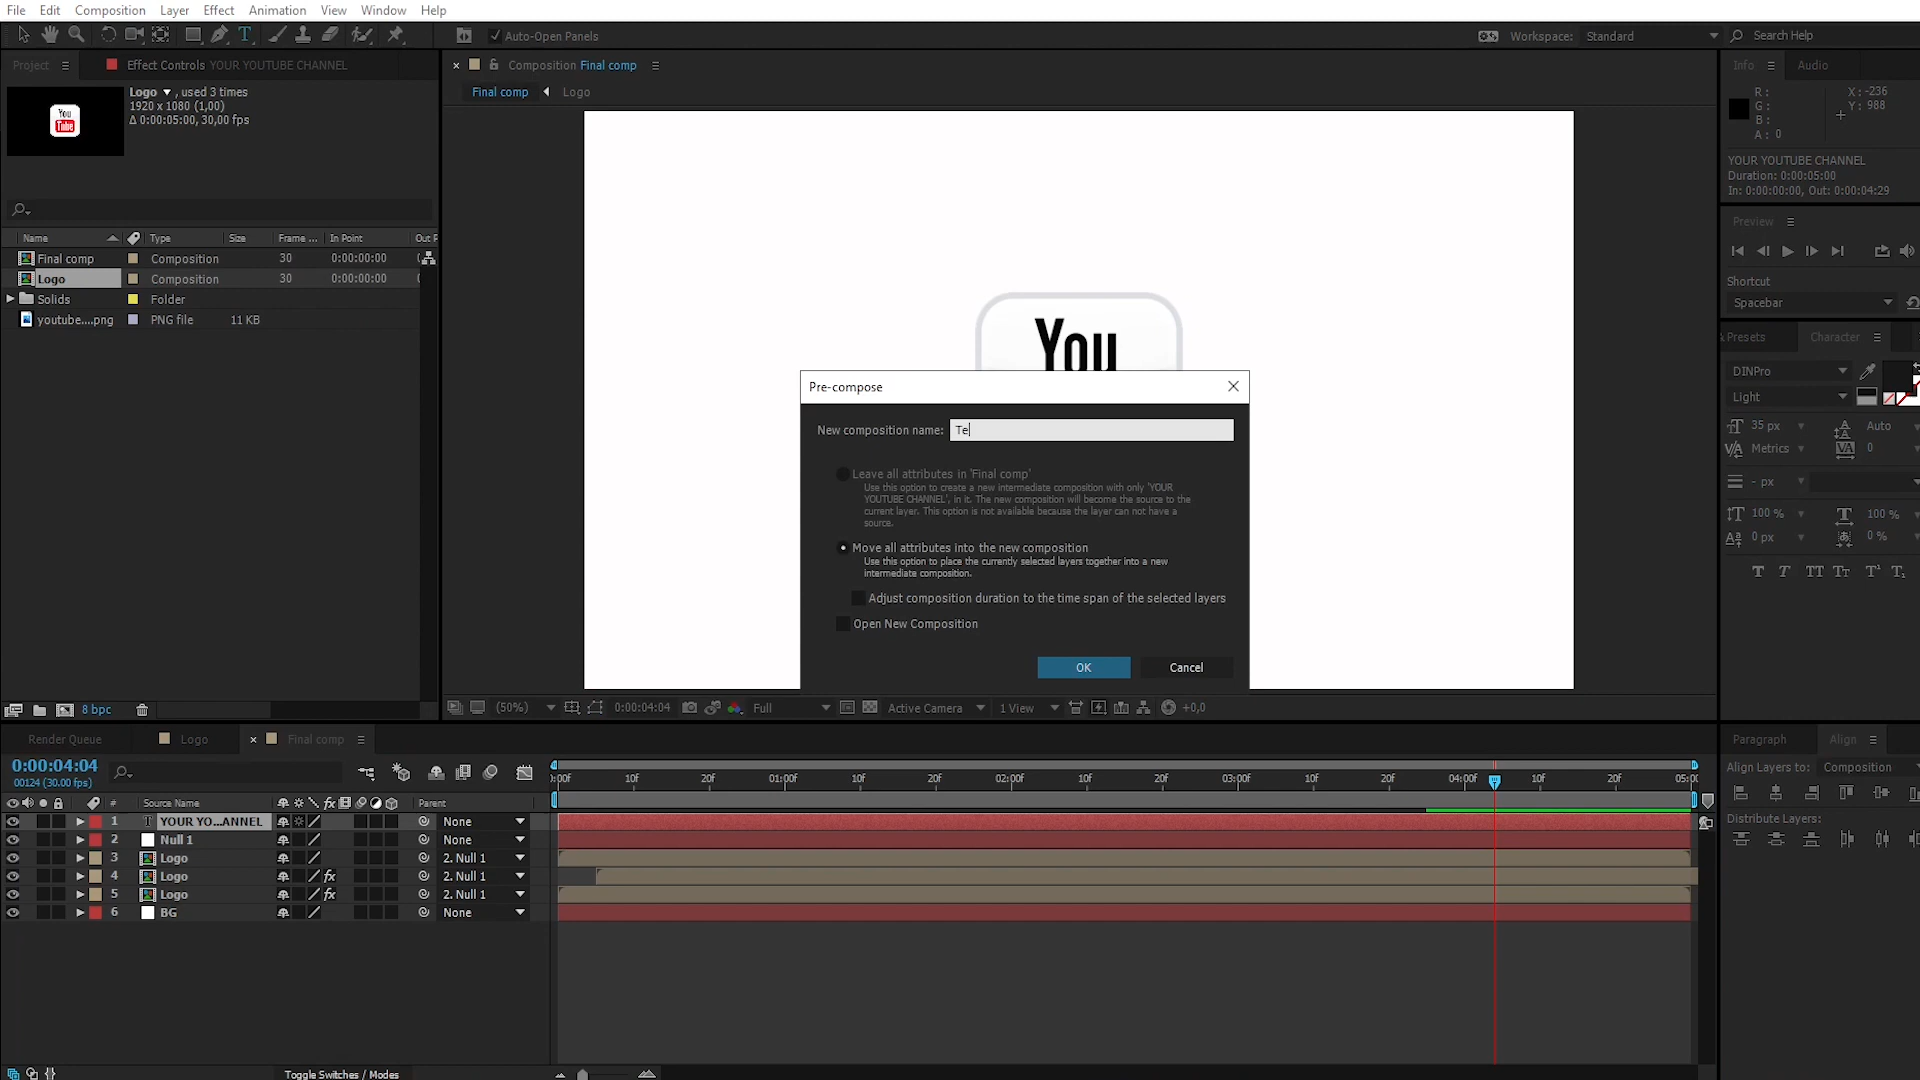 File Edit Composition Layer Effect Animation View Window Help
Auto-Open Panels
Workspace: Standard
Search Help
Project
Effect Controls YOUR YOUTUBE CHANNEL
Composition Final comp
Info
Audio
Logo , used 3 times
1920 x 1080 (1,00)
Δ 0:00:05:00, 30,00 fps
Final comp Logo
R :
G :
B :
A : 0
X : -236
Y : 988
YOUR YOUTUBE CHANNEL
Duration: 0:00:05:00
In: 0:00:00:00, Out: 0:00:04:29
Preview
Shortcut
Spacebar
Name Type Size Frame ... In Point Out P
Final comp Composition 30 0:00:00:00
Logo Composition 30 0:00:00:00
Solids Folder
youtube....png PNG file 11 KB
You
Tube
You
Pre-compose
New composition name: Te
Leave all attributes in 'Final comp'
Use this option to create a new intermediate composition with only 'YOUR
YOUTUBE CHANNEL', in it. The new composition will become the source to the
current layer. This option is not available because the layer can not have a
source.
Move all attributes into the new composition
Use this option to place the currently selected layers together into a new
intermediate composition.
Adjust composition duration to the time span of the selected layers
Open New Composition
OK Cancel
Presets
Character
DINPro
Light
35 px Auto
Metrics 0
- px
100 % 100 %
0 px 0 %
T T TT Tт T¹ T₁
8 bpc
(50%) 0:00:04:04 Full Active Camera 1 View +0,0
Render Queue Logo Final comp
Paragraph Align
0:00:04:04
00124 (30.00 fps)
:00f 10f 20f 01:00f 10f 20f 02:00f 10f 20f 03:00f 10f 20f 04:00f 10f 20f 05:00
Align Layers to: Composition
Distribute Layers:
# Source Name Parent
1 YOUR YO...ANNEL None
2 Null 1 None
3 Logo 2. Null 1
4 Logo fx 2. Null 1
5 Logo fx 2. Null 1
6 BG None
Toggle Switches / Modes